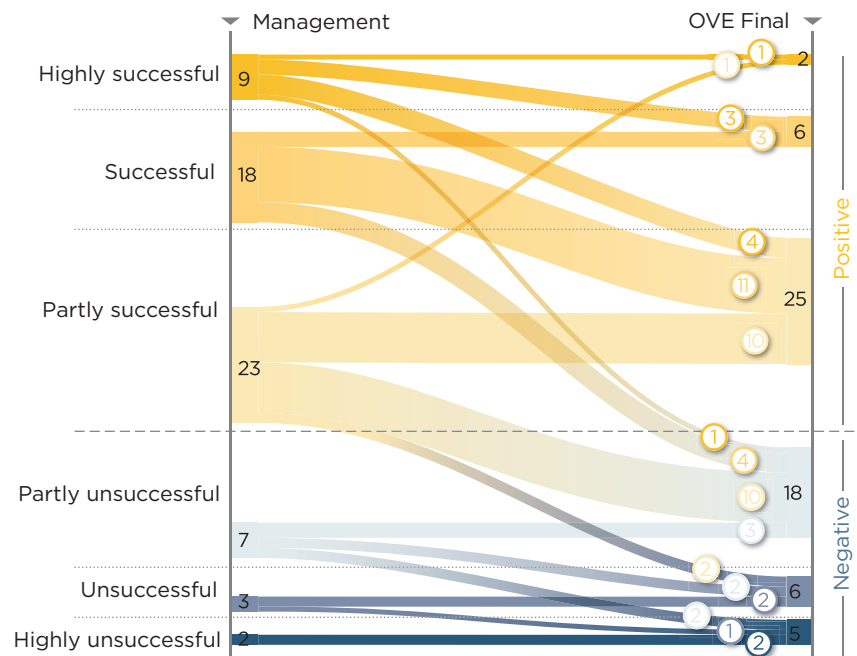 Management
OVE Final
Highly successful
9
1
1
2
3
3
6
Successful
18
4
11
25
10
Partly successful
23
Positive
1
4
10
18
3
Partly unsuccessful
7
Negative
2
2
2
6
Unsuccessful
3
2
1
2
5
Highly unsuccessful
2